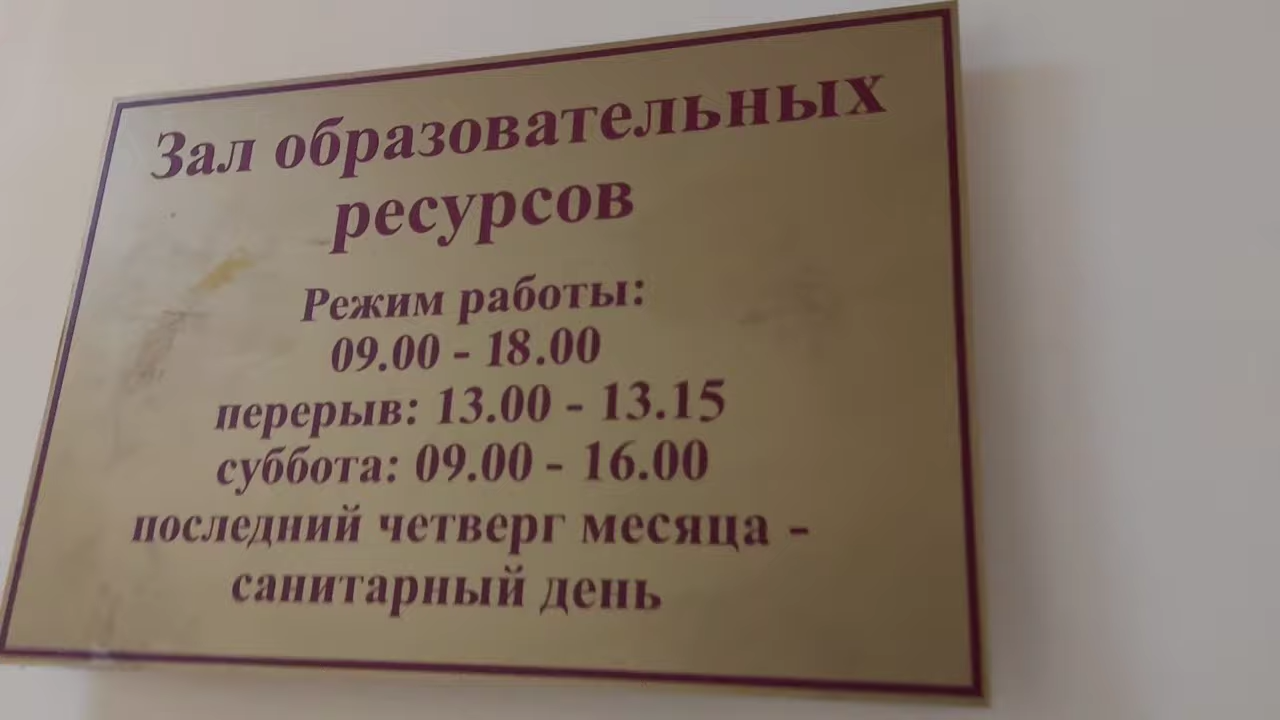 Зал образовательных
ресурсов
Режим работы:
09.00 - 18.00
перерыв: 13.00 - 13.15
суббота: 09.00 - 16.00
последний четверг месяца -
санитарный день